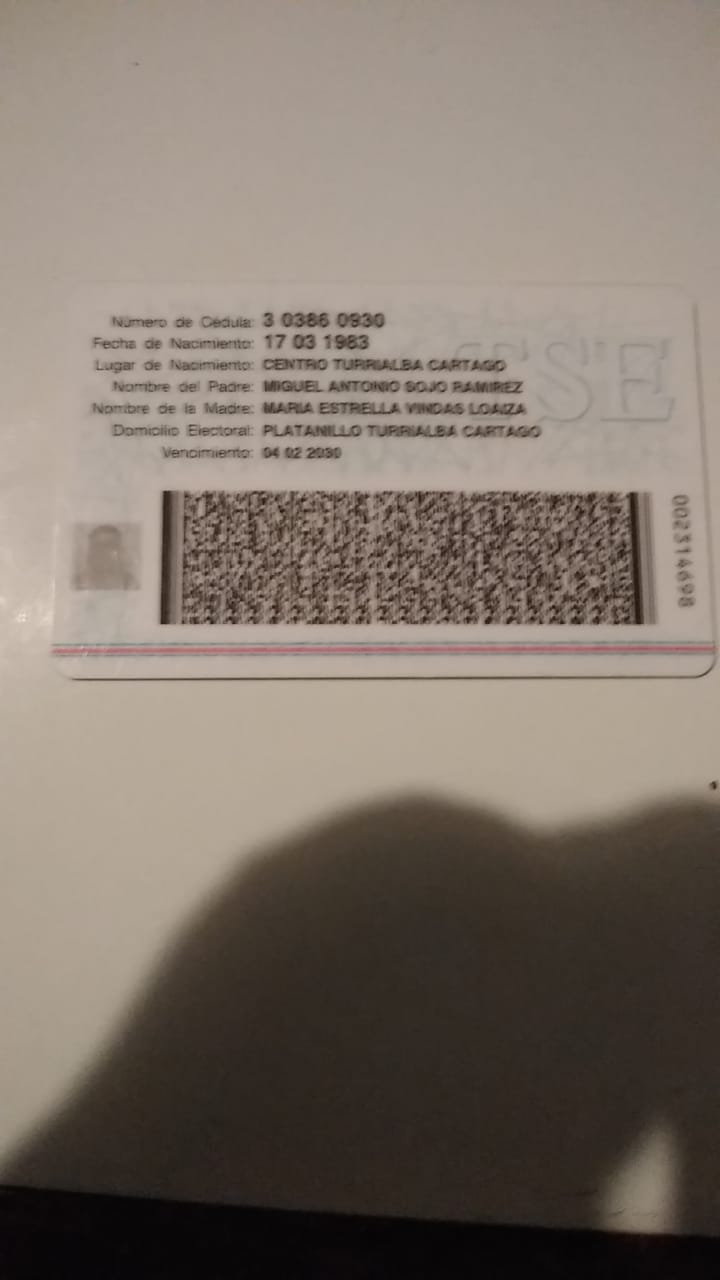 Número de Cédula: 3 0386 0930
Fecha de Nacimiento: 17 03 1983
Lugar de Nacimiento: CENTRO TURRIALBA CARTAGO
Nombre del Padre: MIGUEL ANTONIO SOJO RAMIREZ
Nombre de la Madre: MARIA ESTRELLA VINDAS LOAIZA
Domicilio Electoral: PLATANILLO TURRIALBA CARTAGO
Vencimiento: 04 02 2030
TSE
002314698